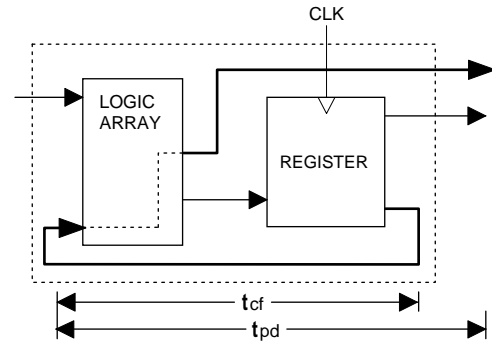 CLK
LOGIC
ARRAY
REGISTER
tcf
tpd